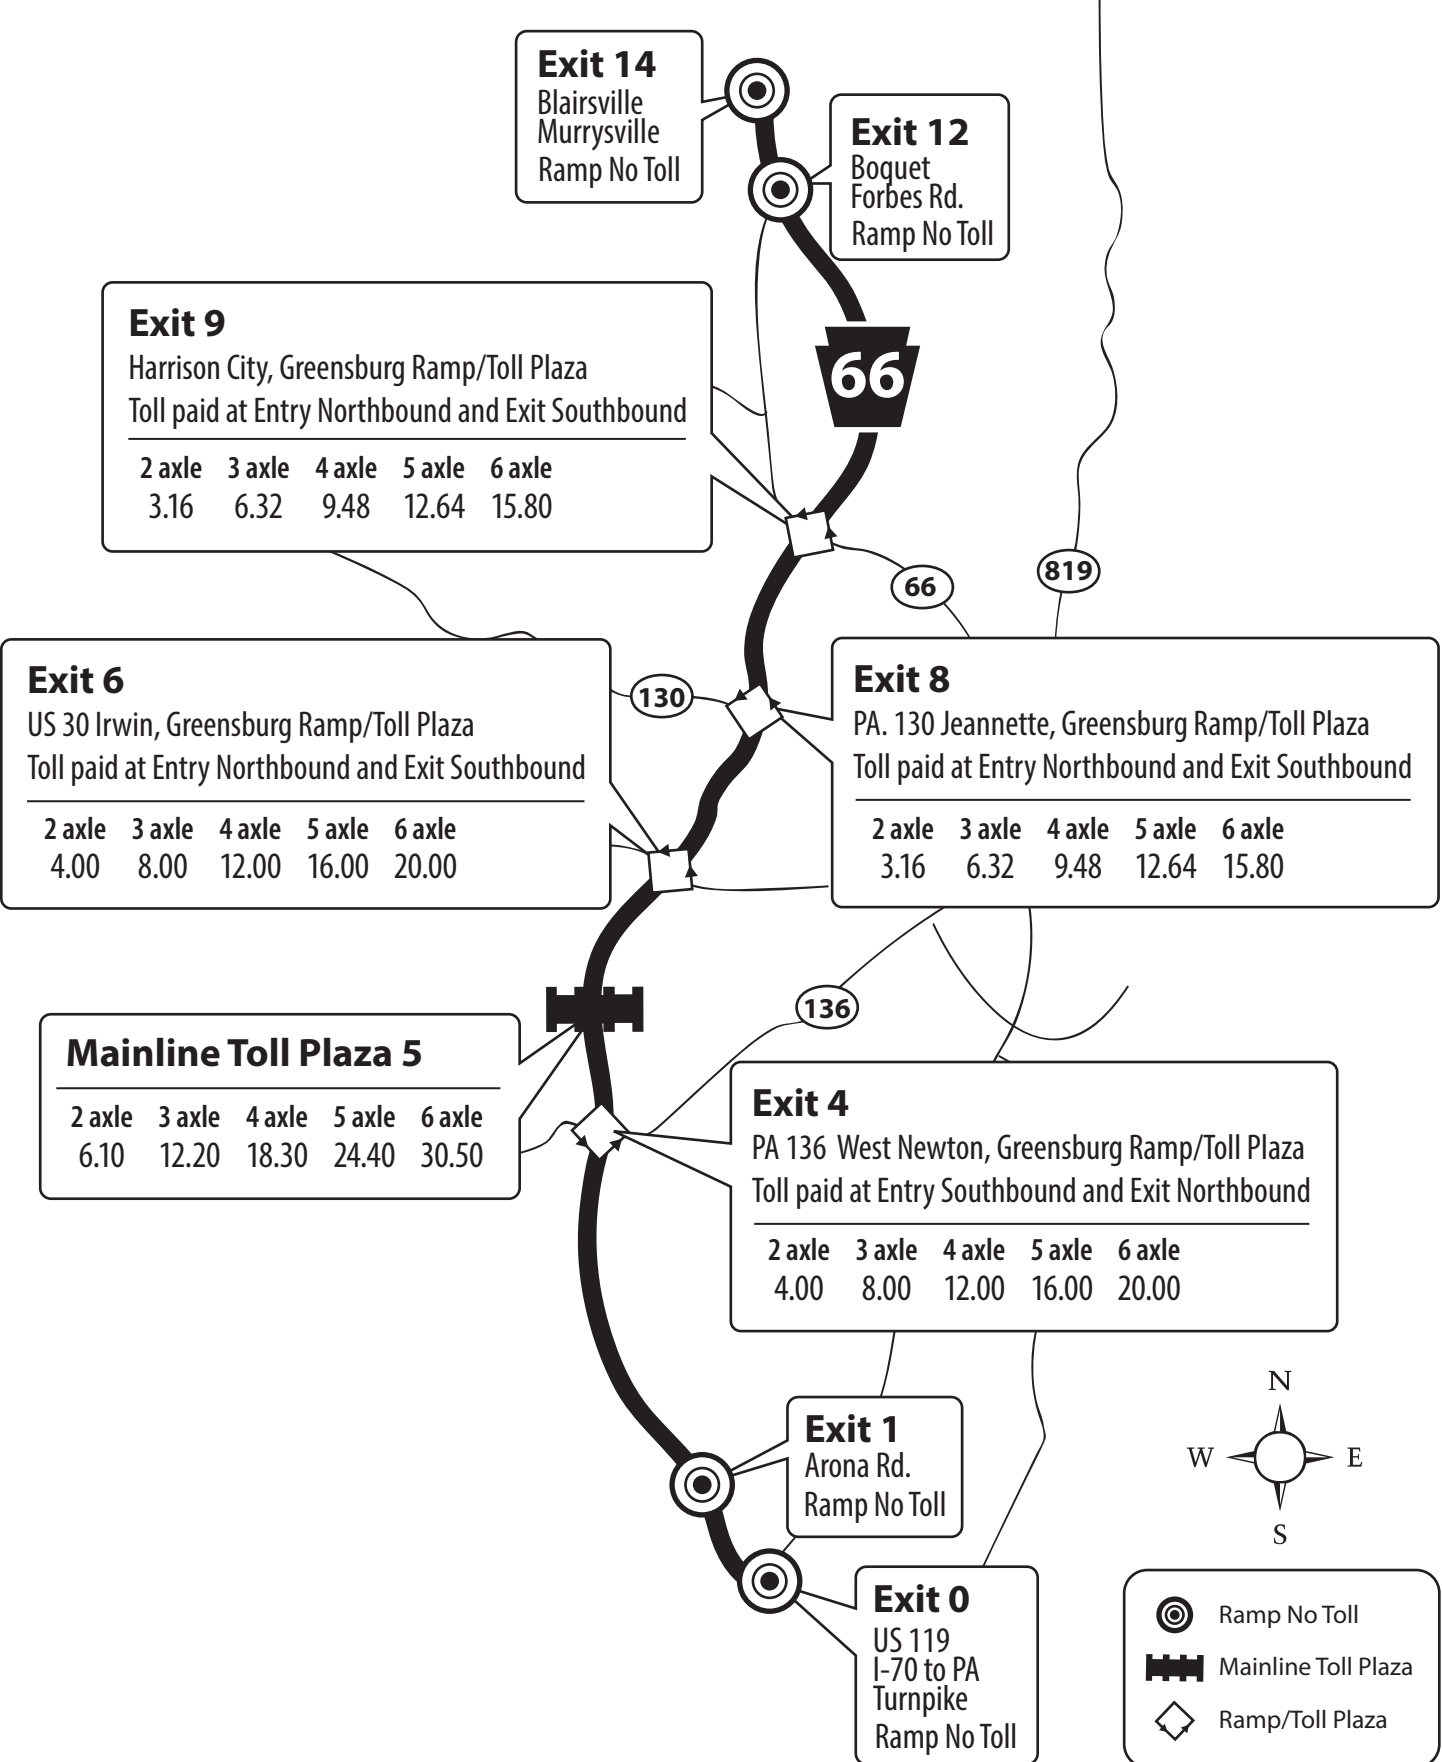 Exit 14
Blairsville
Murrysville
Ramp No Toll
Exit 12
Boquet
Forbes Rd.
Ramp No Toll
Exit 9
Harrison City, Greensburg Ramp/Toll Plaza
Toll paid at Entry Northbound and Exit Southbound
2 axle 3 axle 4 axle 5 axle 6 axle
3.16 6.32 9.48 12.64 15.80
66
66
819
130
Exit 6
US 30 Irwin, Greensburg Ramp/Toll Plaza
Toll paid at Entry Northbound and Exit Southbound
2 axle 3 axle 4 axle 5 axle 6 axle
4.00 8.00 12.00 16.00 20.00
Exit 8
PA. 130 Jeannette, Greensburg Ramp/Toll Plaza
Toll paid at Entry Northbound and Exit Southbound
2 axle 3 axle 4 axle 5 axle 6 axle
3.16 6.32 9.48 12.64 15.80
136
Mainline Toll Plaza 5
2 axle 3 axle 4 axle 5 axle 6 axle
6.10 12.20 18.30 24.40 30.50
Exit 4
PA 136 West Newton, Greensburg Ramp/Toll Plaza
Toll paid at Entry Southbound and Exit Northbound
2 axle 3 axle 4 axle 5 axle 6 axle
4.00 8.00 12.00 16.00 20.00
Exit 1
Arona Rd.
Ramp No Toll
N
W E
S
Exit 0
US 119
I-70 to PA
Turnpike
Ramp No Toll
Ramp No Toll
Mainline Toll Plaza
Ramp/Toll Plaza